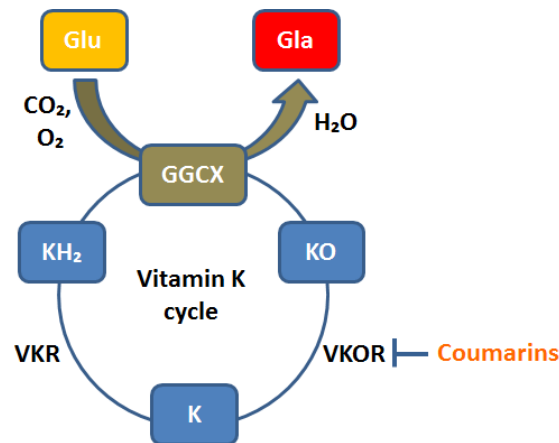 Glu
Gla
CO₂,
O₂
H₂O
GGCX
KH₂
KO
Vitamin K
cycle
VKR
VKOR
Coumarins
K